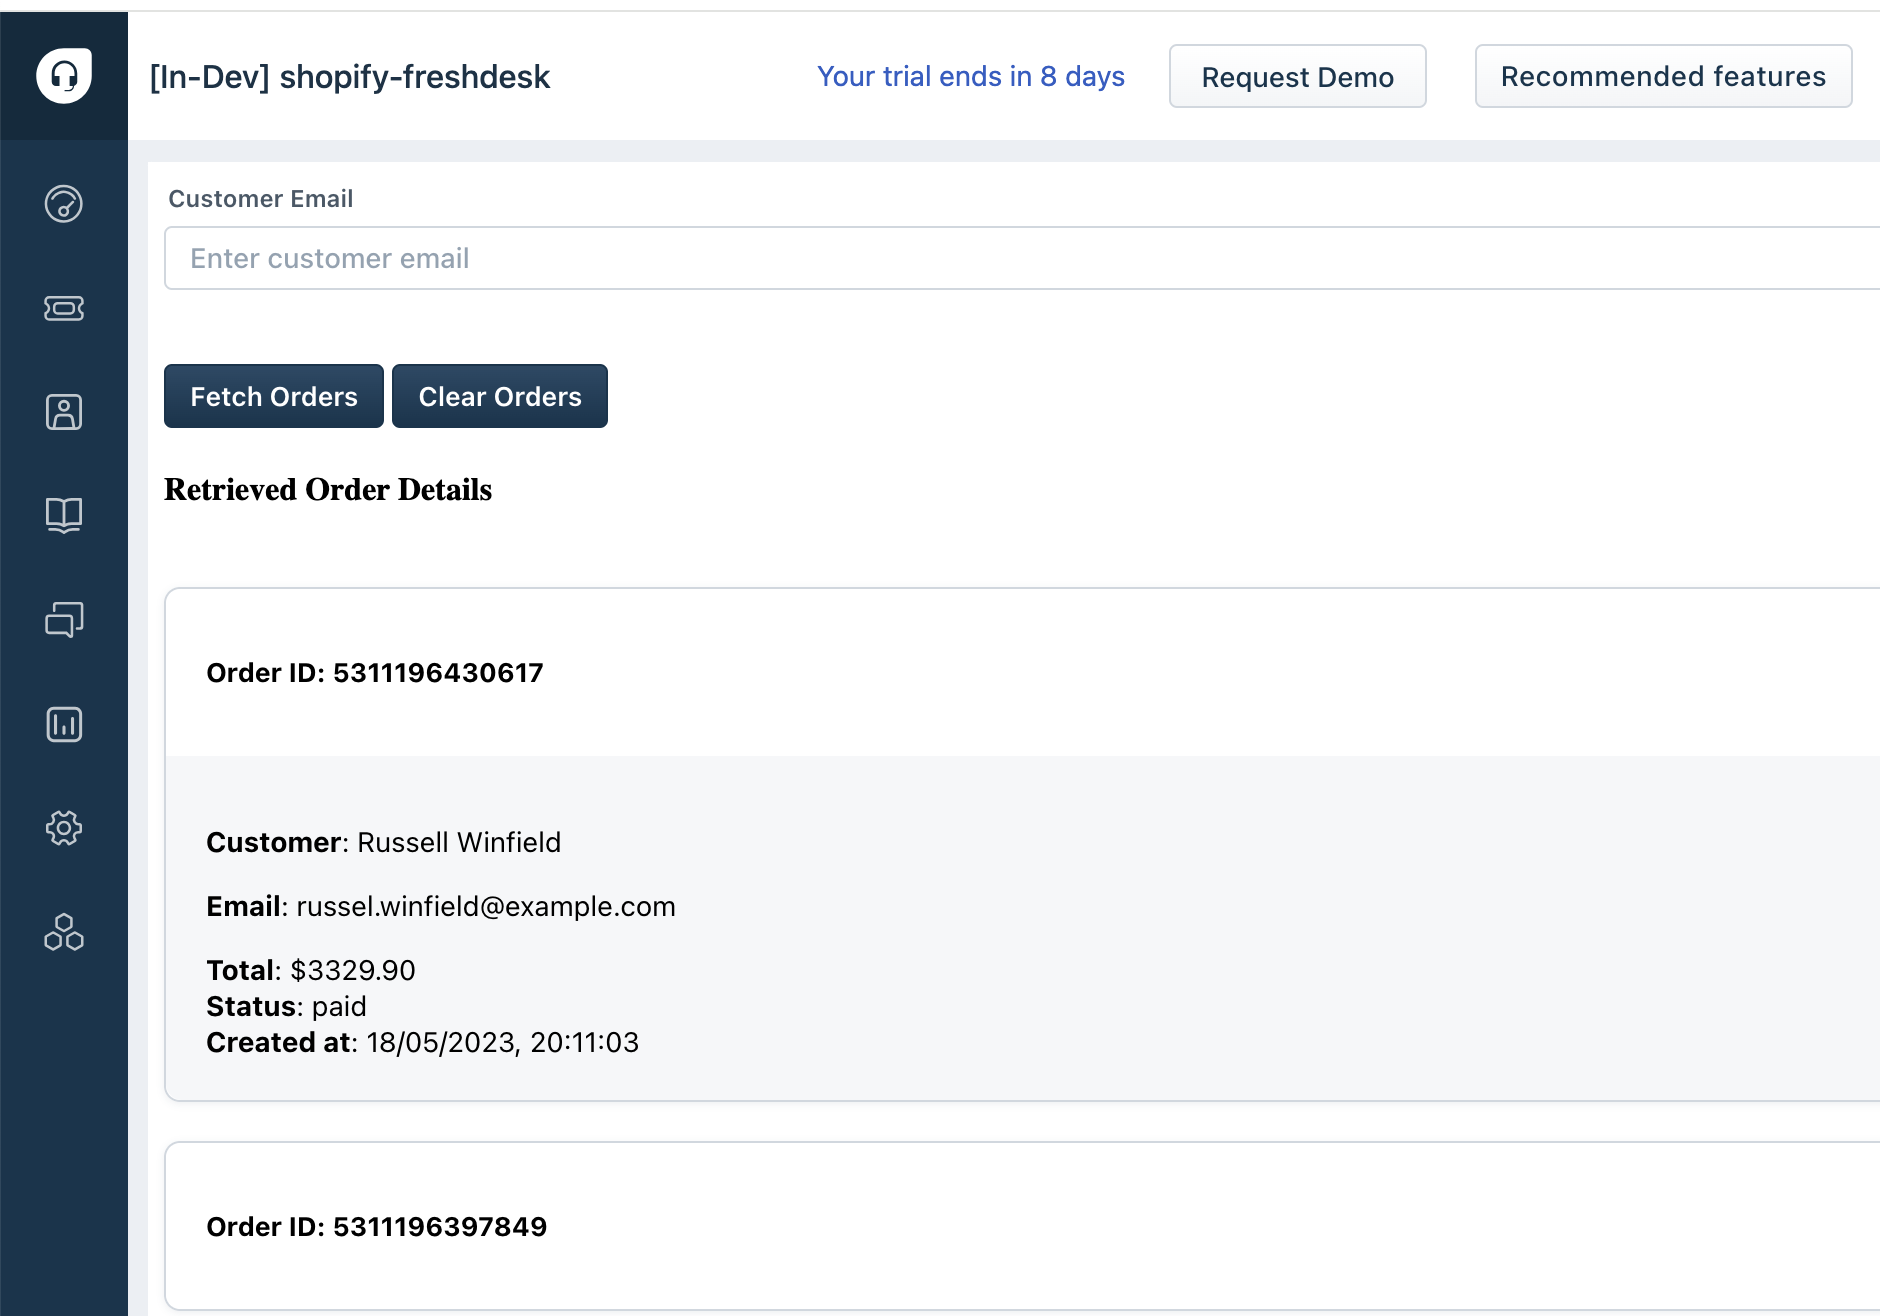 [In-Dev] shopify-freshdesk
Your trial ends in 8 days
Request Demo
Recommended features
Customer Email
Enter customer email
Fetch Orders
Clear Orders
Retrieved Order Details
Order ID: 5311196430617
Customer: Russell Winfield
Email: russel.winfield@example.com
Total: $3329.90
Status: paid
Created at: 18/05/2023, 20:11:03
Order ID: 5311196397849